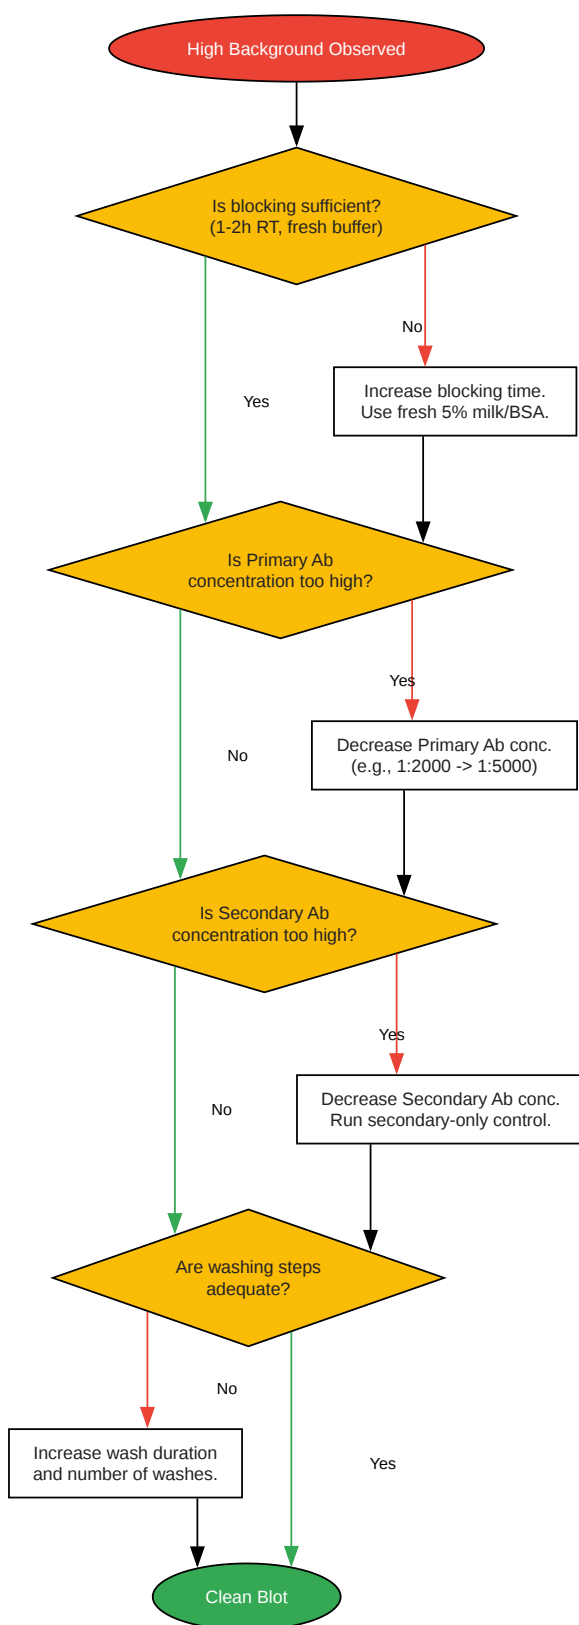 High Background Observed
Is blocking sufficient?
(1-2h RT, fresh buffer)
No
Increase blocking time.
Use fresh 5% milk/BSA.
Yes
Is Primary Ab
concentration too high?
Yes
Decrease Primary Ab conc.
(e.g., 1:2000 -> 1:5000)
No
Is Secondary Ab
concentration too high?
Yes
Decrease Secondary Ab conc.
Run secondary-only control.
No
Are washing steps
adequate?
No
Increase wash duration
and number of washes.
Yes
Clean Blot